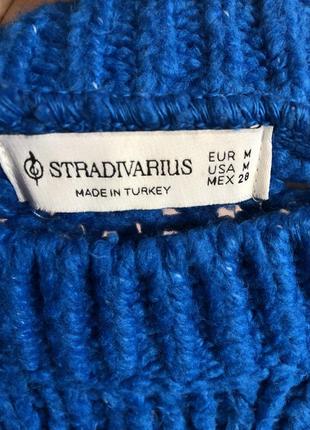 STRADIVARIUS
MADE IN TURKEY
EUR M
USA M
MEX 28